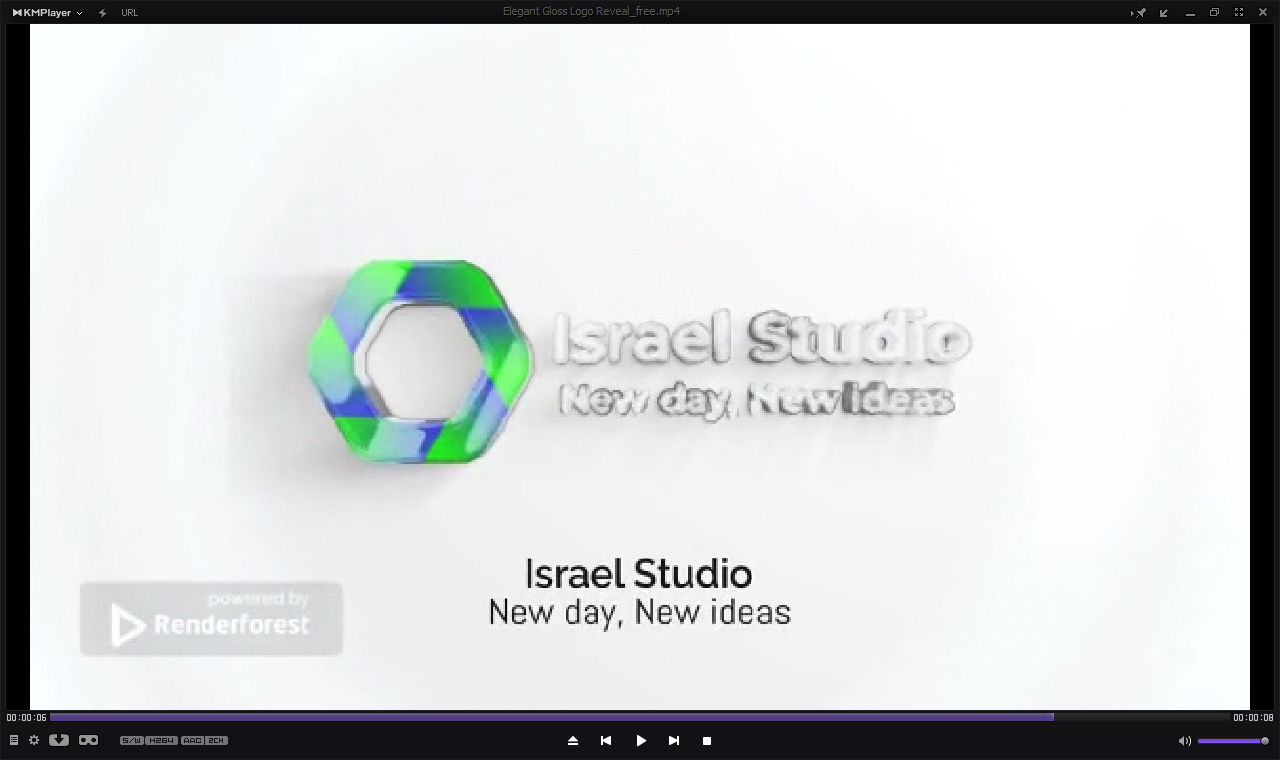 KMPlayer URL Elegant Gloss Logo Reveal_free.mp4
Israel Studio
New day, New ideas
Israel Studio
New day, New ideas
powered by
Renderforest
00:00:06 00:00:08
S/W H264 AAC 2CH